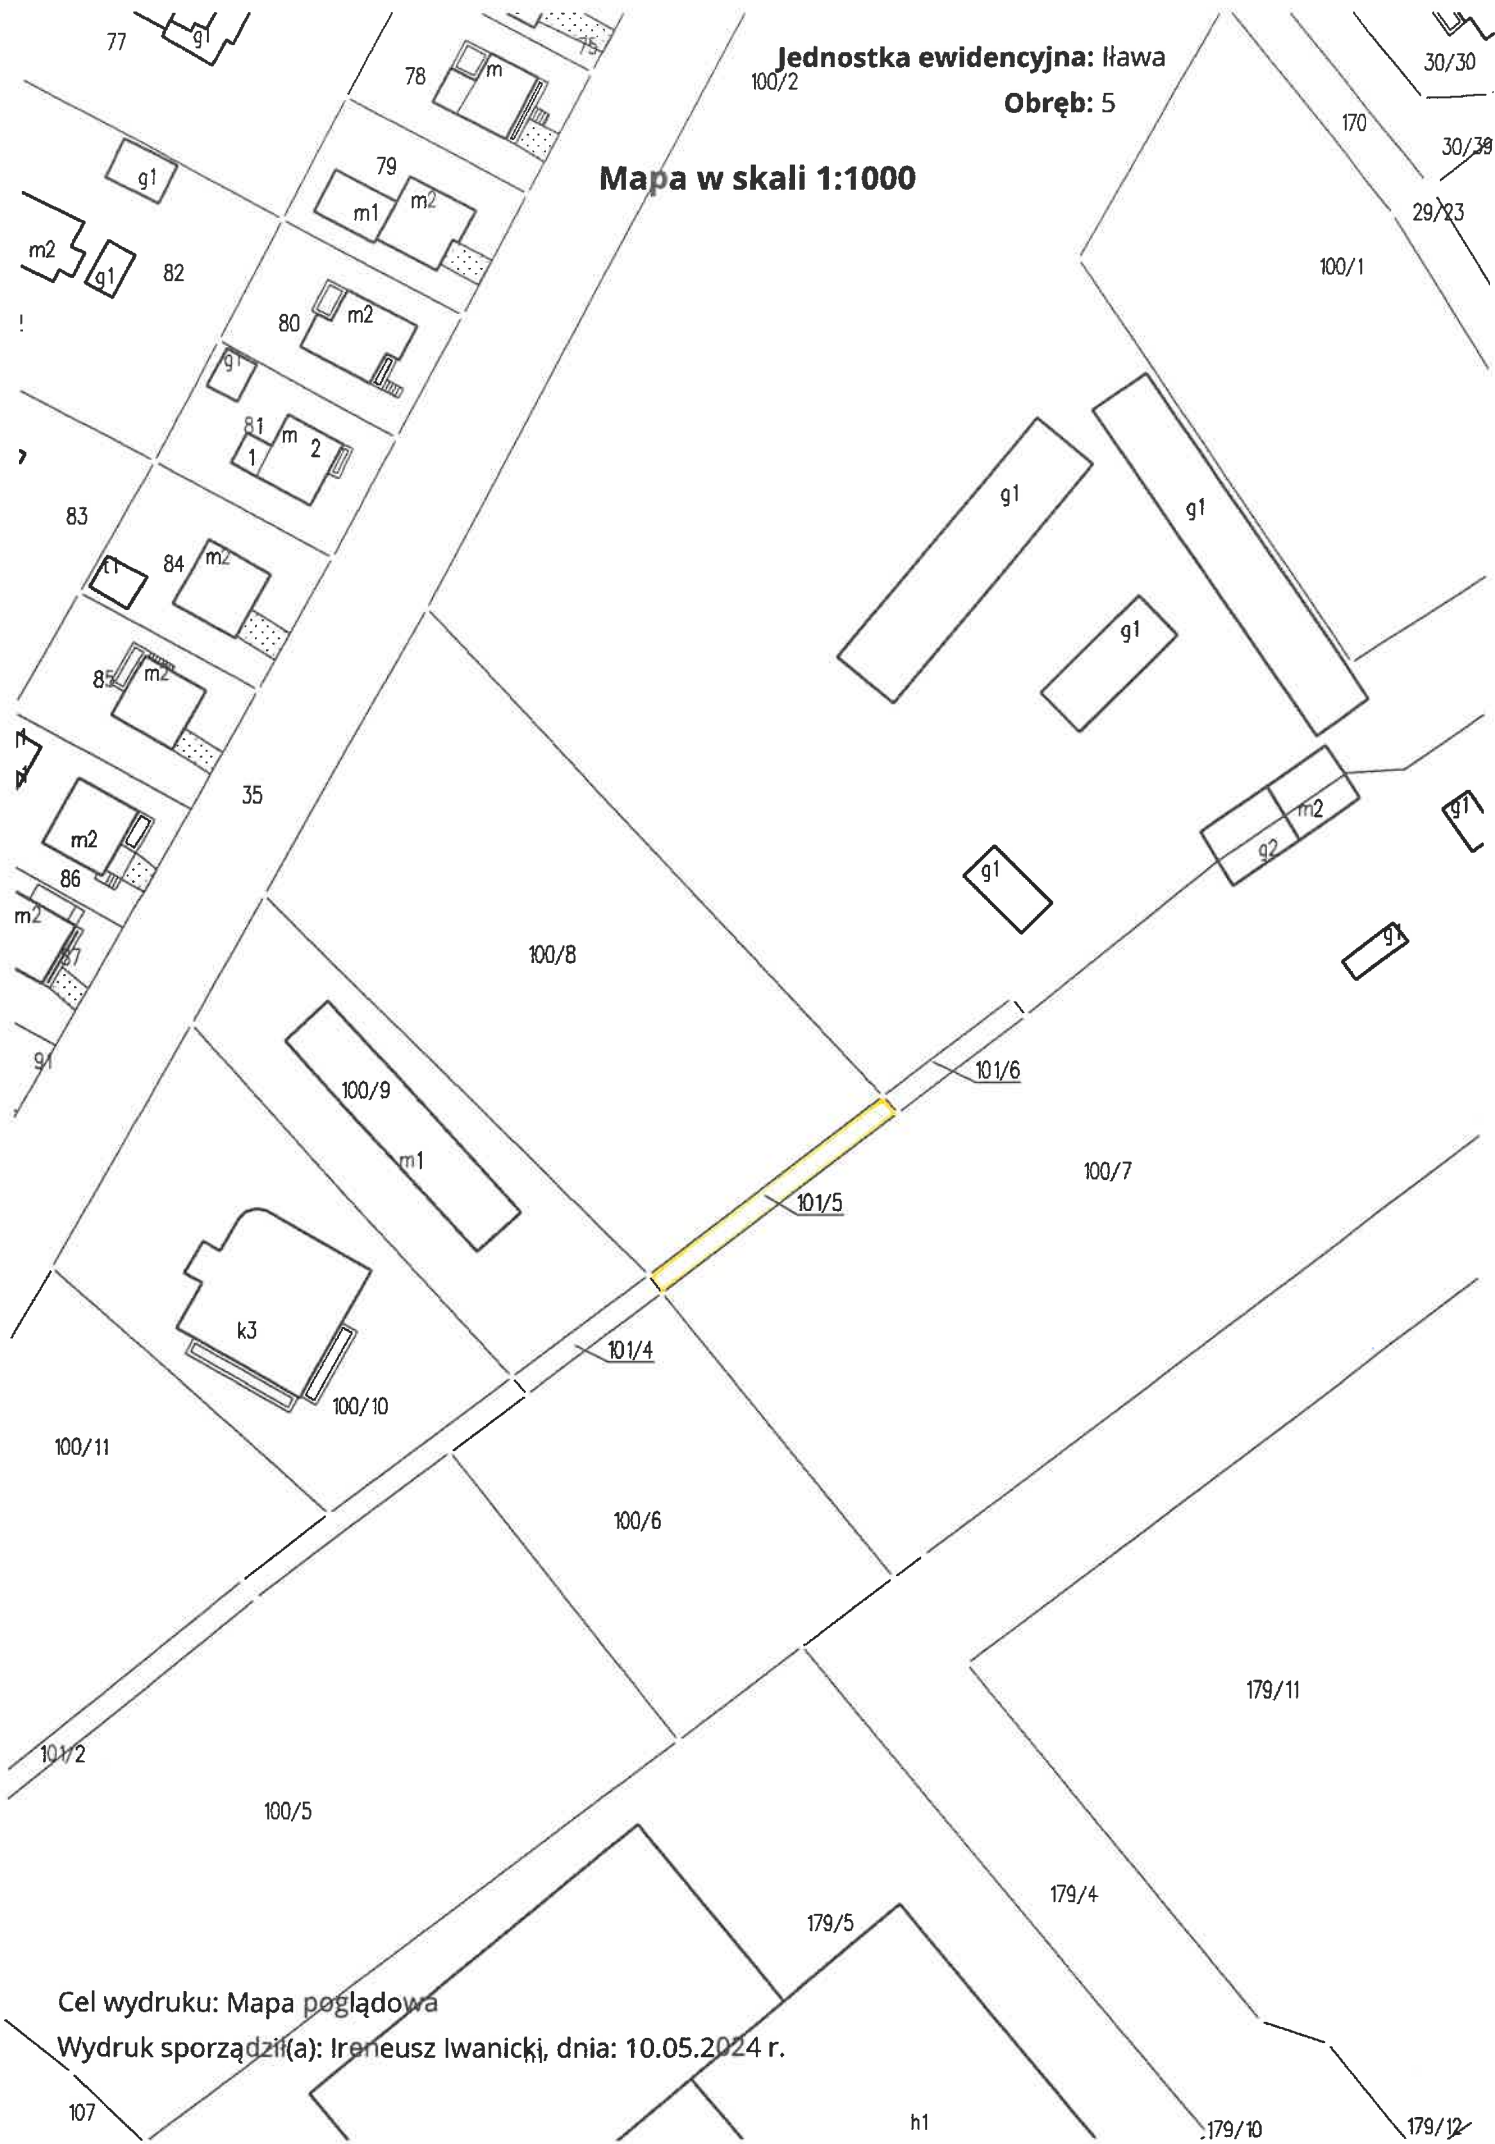 Jednostka ewidencyjna: Iława
Obręb: 5
Mapa w skali 1:1000
77
g1
78
m
75
100/2
30/30
170
30/39
29/23
100/1
79
m1
m2
g1
m2
g1
82
80
m2
g1
81
m
1
2
83
t1
84
m2
85
m2
35
m2
86
m2
87
91
g1
g1
g1
g1
m2
g2
g1
g1
100/8
100/9
m1
101/6
100/7
101/5
k3
101/4
100/10
100/11
100/6
101/2
100/5
179/11
179/4
179/5
Cel wydruku: Mapa poglądowa
Wydruk sporządził(a): Ireneusz Iwanicki, dnia: 10.05.2024 r.
h1
107
h1
179/10
179/12